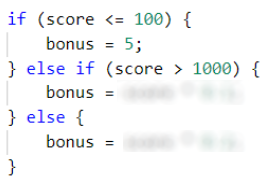 if (score <= 100) {
bonus = 5;
} else if (score > 1000) {
bonus =
} else {
bonus =
}